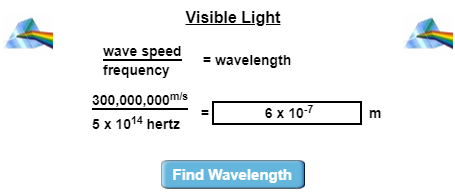 Visible Light
wave speed
frequency
= wavelength
300,000,000m/s
5 x 10¹⁴ hertz
=
6 x 10⁻⁷
m
Find Wavelength